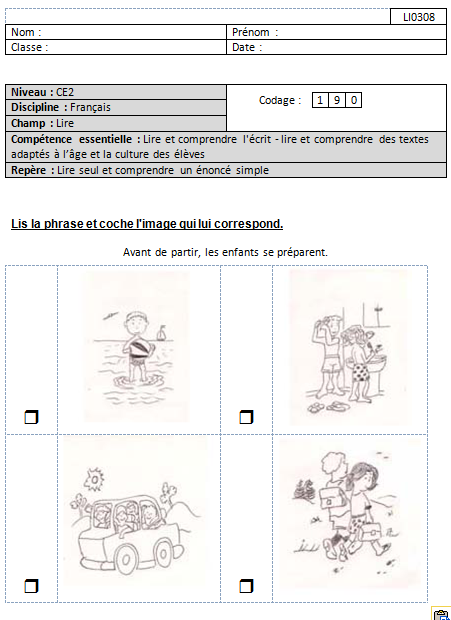 LI0308
Nom : Prénom :
Classe : Date :
Niveau : CE2
Discipline : Français
Champ : Lire
Codage : 1 9 0
Compétence essentielle : Lire et comprendre l'écrit - lire et comprendre des textes
adaptés à l'âge et la culture des élèves
Repère : Lire seul et comprendre un énoncé simple
Lis la phrase et coche l'image qui lui correspond.
Avant de partir, les enfants se préparent.